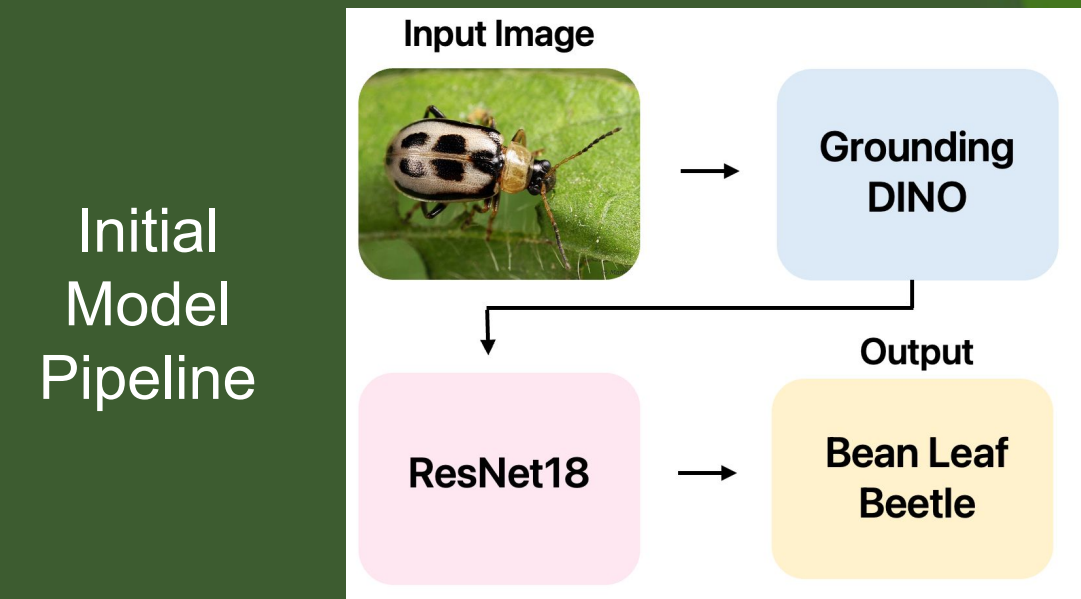 Initial
Model
Pipeline
Input Image
Grounding
DINO
ResNet18
Output
Bean Leaf
Beetle